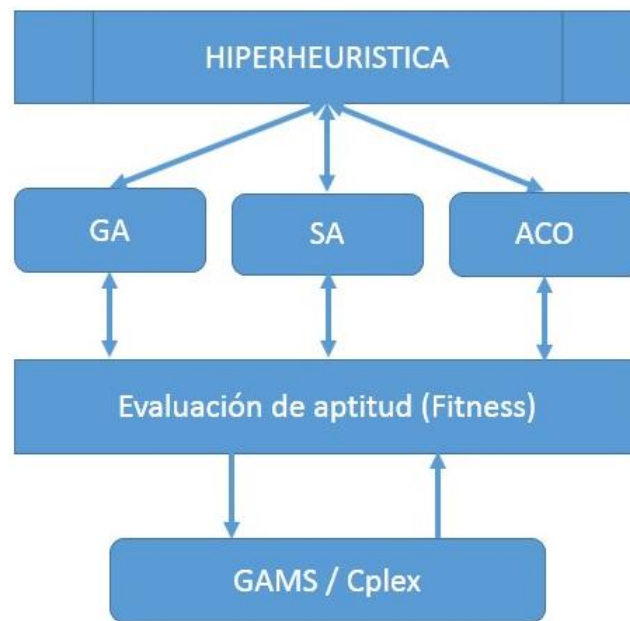 HIPERHEURISTICA
GA
SA
ACO
Evaluación de aptitud (Fitness)
GAMS / Cplex